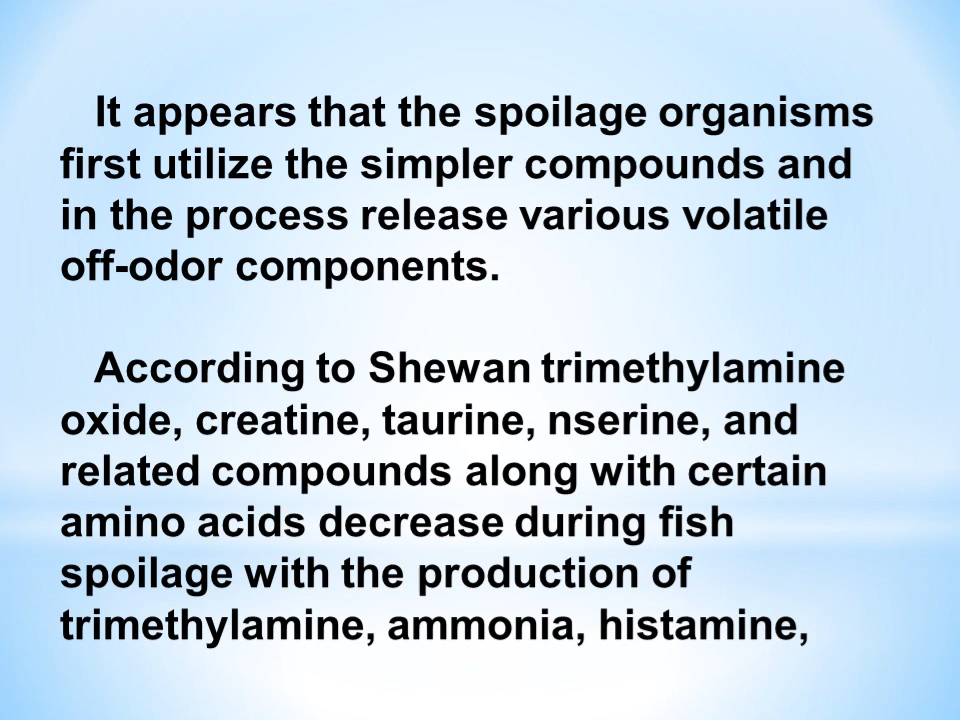 It appears that the spoilage organisms
first utilize the simpler compounds and
in the process release various volatile
off-odor components.
According to Shewan trimethylamine
oxide, creatine, taurine, nserine, and
related compounds along with certain
amino acids decrease during fish
spoilage with the production of
trimethylamine, ammonia, histamine,